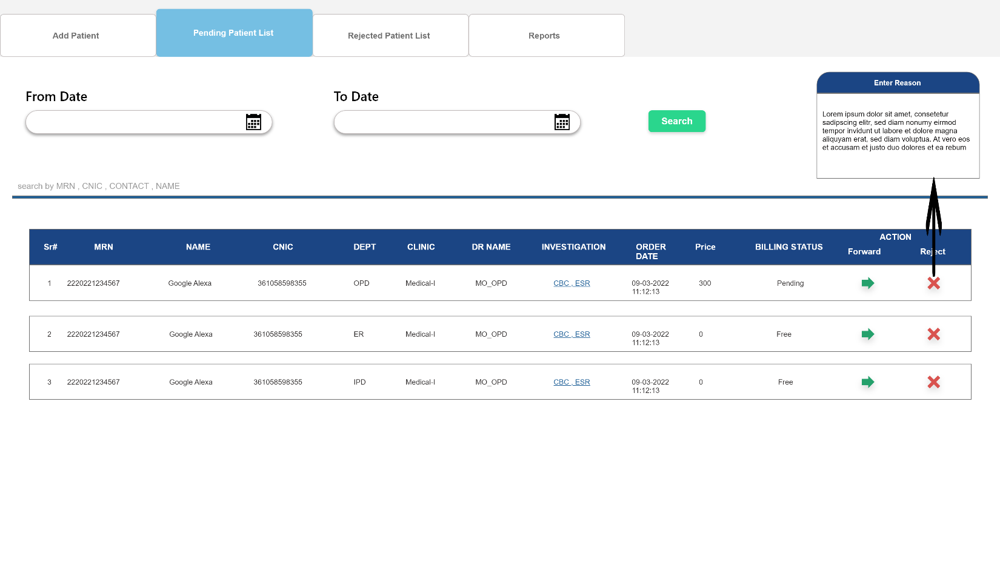 Add Patient
Pending Patient List
Rejected Patient List
Reports
From Date
To Date
Search
Enter Reason
Lorem ipsum dolor sit amet, consetetur
sadipscing elitr, sed diam nonumy eirmod
tempor invidunt ut labore et dolore magna
aliquyam erat, sed diam voluptua. At vero eos
et accusam et justo duo dolores et ea rebum
search by MRN , CNIC , CONTACT , NAME
Sr# MRN NAME CNIC DEPT CLINIC DR NAME INVESTIGATION ORDER DATE Price BILLING STATUS ACTION
Forward Reject
1 2220221234567 Google Alexa 361058598355 OPD Medical-I MO_OPD CBC , ESR 09-03-2022 300 Pending
11:12:13
2 2220221234567 Google Alexa 361058598355 ER Medical-I MO_OPD CBC , ESR 09-03-2022 0 Free
11:12:13
3 2220221234567 Google Alexa 361058598355 IPD Medical-I MO_OPD CBC , ESR 09-03-2022 0 Free
11:12:13